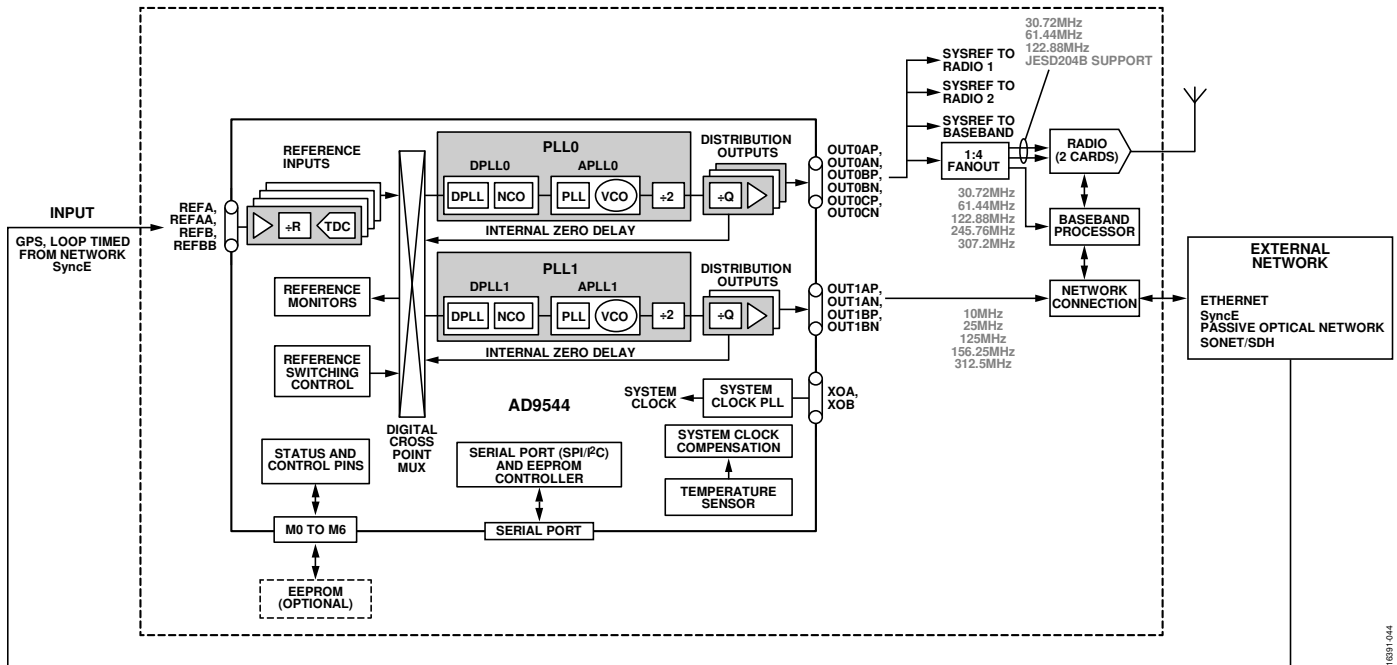 30.72MHz
61.44MHz
122.88MHz
JESD204B SUPPORT
SYSREF TO
RADIO 1
SYSREF TO
RADIO 2
SYSREF TO
BASEBAND
1:4
FANOUT
RADIO
(2 CARDS)
30.72MHz
61.44MHz
122.88MHz
245.76MHz
307.2MHz
BASEBAND
PROCESSOR
NETWORK
CONNECTION
EXTERNAL
NETWORK
ETHERNET
SyncE
PASSIVE OPTICAL NETWORK
SONET/SDH
INPUT
GPS, LOOP TIMED
FROM NETWORK
SyncE
REFA,
REFAA,
REFB,
REFBB
REFERENCE
INPUTS
÷R
TDC
PLL0
DPLL0
APLL0
DPLL
NCO
PLL
VCO
÷2
DISTRIBUTION
OUTPUTS
÷Q
INTERNAL ZERO DELAY
OUT0AP,
OUT0AN,
OUT0BP,
OUT0BN,
OUT0CP,
OUT0CN
PLL1
DPLL1
APLL1
DPLL
NCO
PLL
VCO
÷2
DISTRIBUTION
OUTPUTS
÷Q
INTERNAL ZERO DELAY
OUT1AP,
OUT1AN,
OUT1BP,
OUT1BN
10MHz
25MHz
125MHz
156.25MHz
312.5MHz
REFERENCE
MONITORS
REFERENCE
SWITCHING
CONTROL
DIGITAL
CROSS
POINT
MUX
AD9544
SYSTEM
CLOCK
SYSTEM
CLOCK PLL
XOA,
XOB
SYSTEM CLOCK
COMPENSATION
TEMPERATURE
SENSOR
STATUS AND
CONTROL PINS
SERIAL PORT (SPI/I²C)
AND EEPROM
CONTROLLER
M0 TO M6
SERIAL PORT
EEPROM
(OPTIONAL)
16391-044